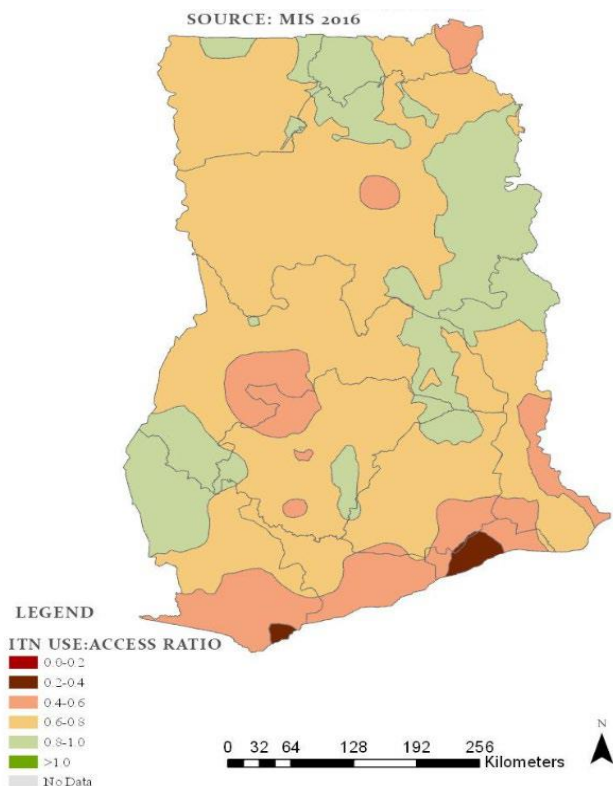 SOURCE: MIS 2016
LEGEND
ITN USE:ACCESS RATIO
0.0-0.2
0.2-0.4
0.4-0.6
0.6-0.8
0.8-1.0
>1.0
No Data
0 32 64 128 192 256
Kilometers
N